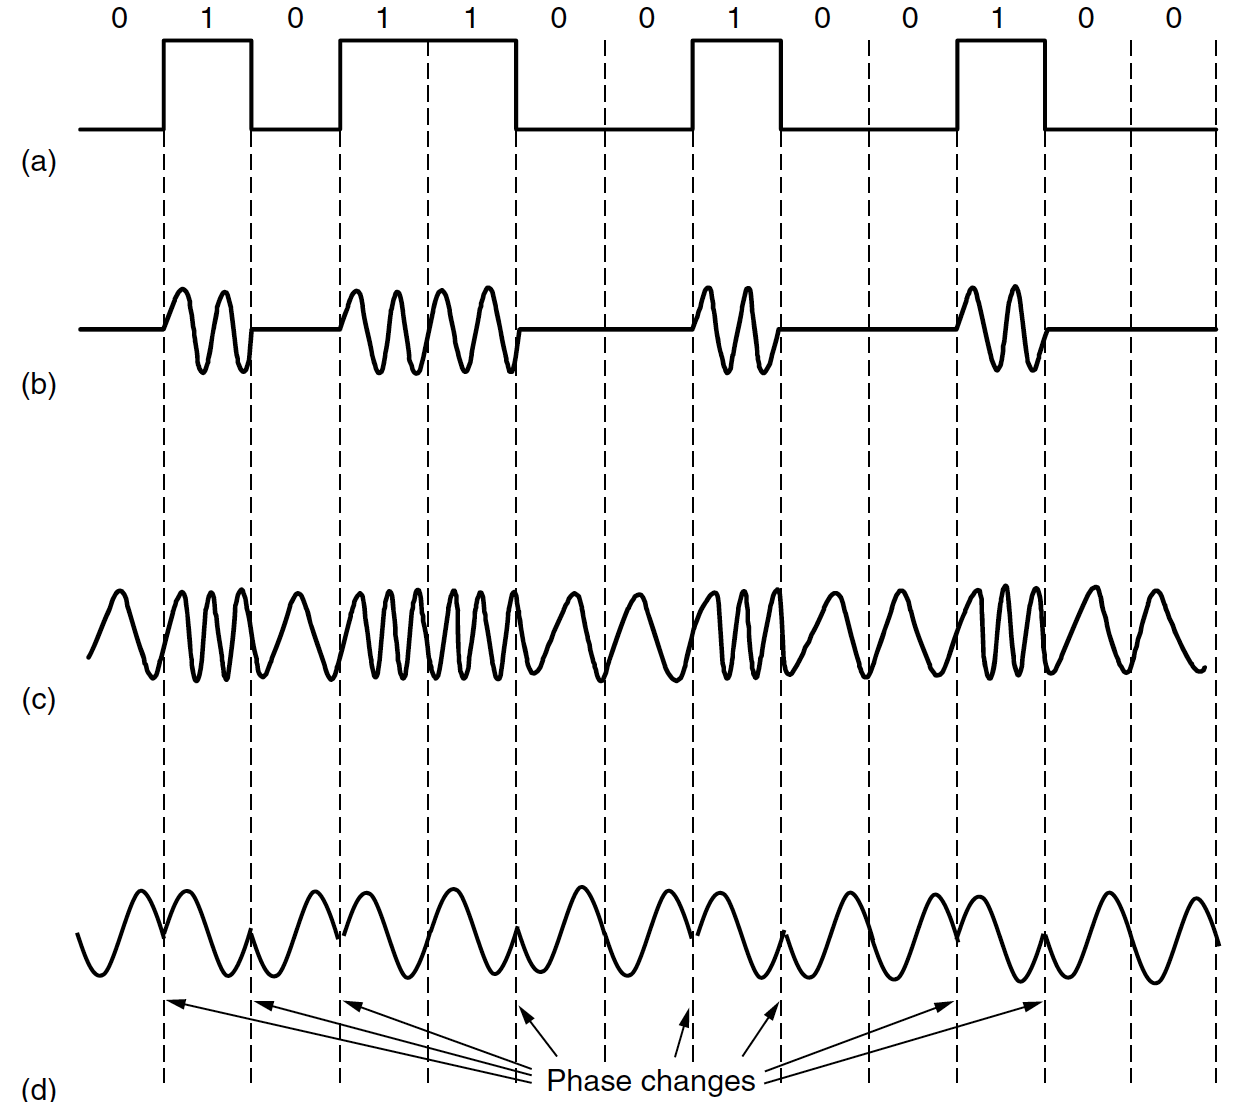 0 1 0 1 1 0 0 1 0 0 1 0 0
(a)
(b)
(c)
Phase changes
(d)